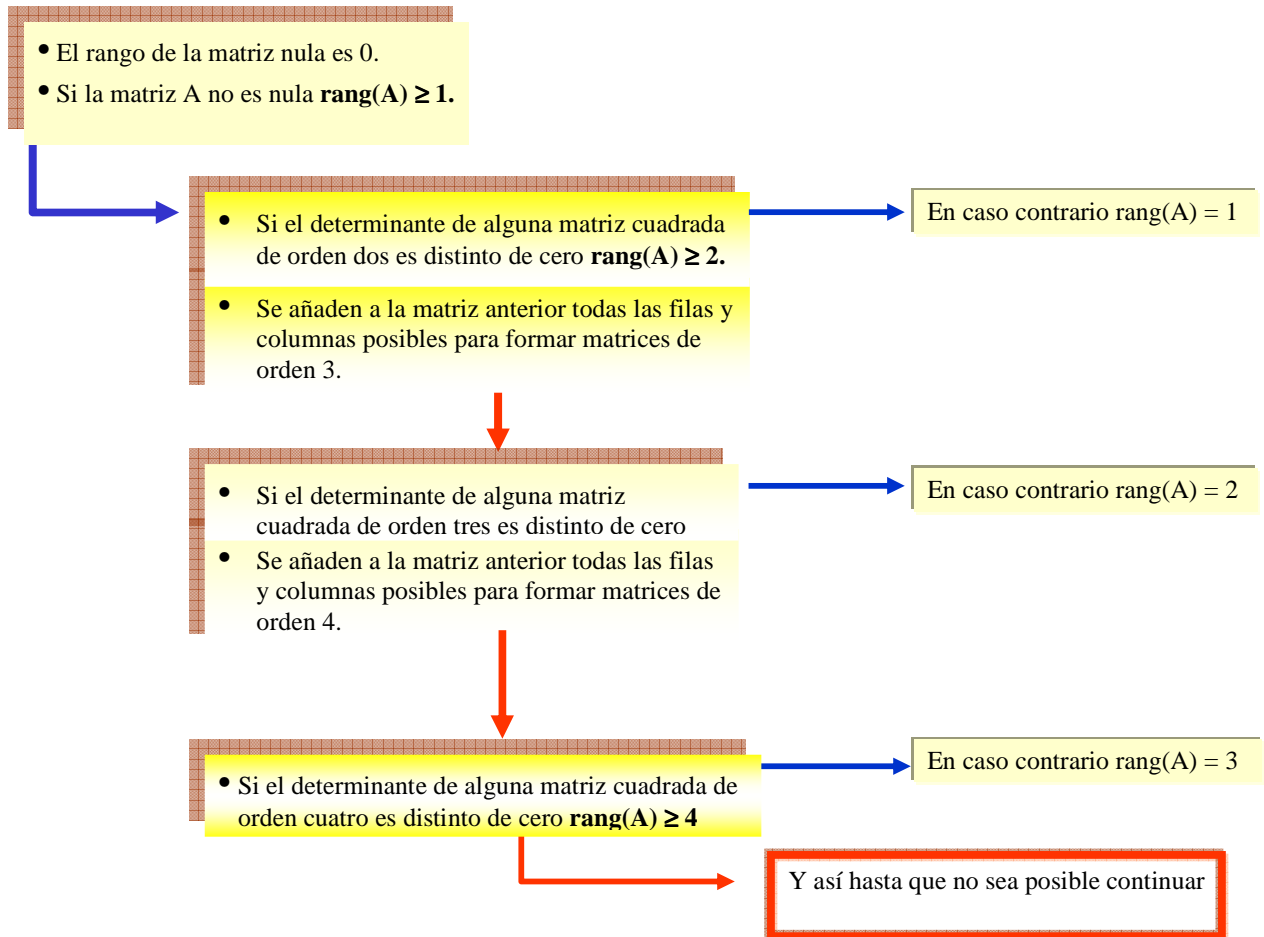 • El rango de la matriz nula es 0.
• Si la matriz A no es nula rang(A) ≥ 1.
• Si el determinante de alguna matriz cuadrada
de orden dos es distinto de cero rang(A) ≥ 2.
En caso contrario rang(A) = 1
• Se añaden a la matriz anterior todas las filas y
columnas posibles para formar matrices de
orden 3.
• Si el determinante de alguna matriz
cuadrada de orden tres es distinto de cero
En caso contrario rang(A) = 2
• Se añaden a la matriz anterior todas las filas
y columnas posibles para formar matrices de
orden 4.
• Si el determinante de alguna matriz cuadrada de
orden cuatro es distinto de cero rang(A) ≥ 4
En caso contrario rang(A) = 3
Y así hasta que no sea posible continuar